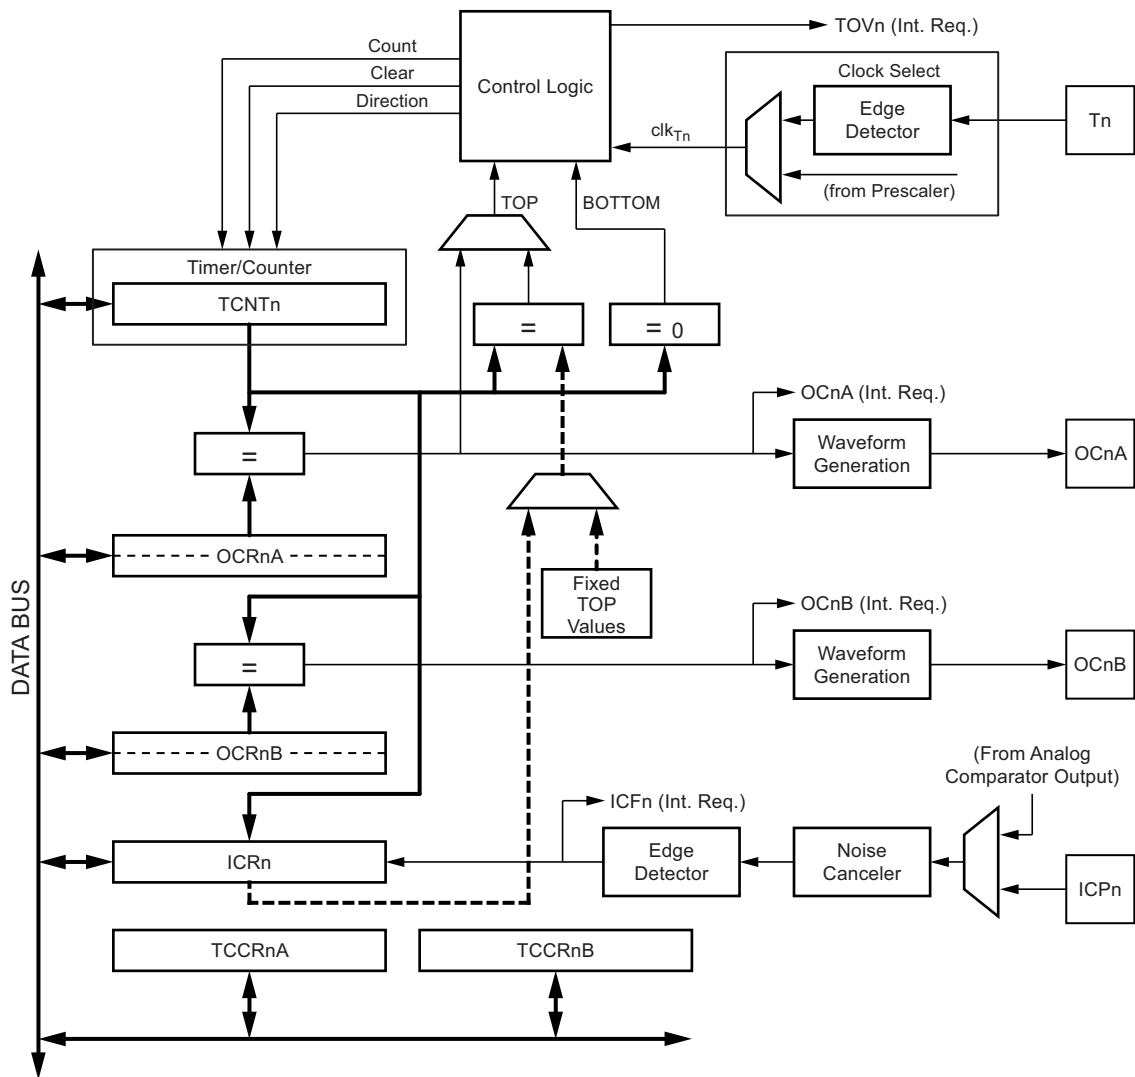 TOVn (Int. Req.)
Count
Clear
Direction
Control Logic
Clock Select
Edge
Detector
Tn
clkTn
(from Prescaler)
TOP
BOTTOM
Timer/Counter
TCNTn
=
= 0
OCnA (Int. Req.)
=
Waveform
Generation
OCnA
OCRnA
Fixed
TOP
Values
DATA BUS
OCnB (Int. Req.)
=
Waveform
Generation
OCnB
OCRnB
(From Analog
Comparator Output)
ICFn (Int. Req.)
ICRn
Edge
Detector
Noise
Canceler
ICPn
TCCRnA
TCCRnB